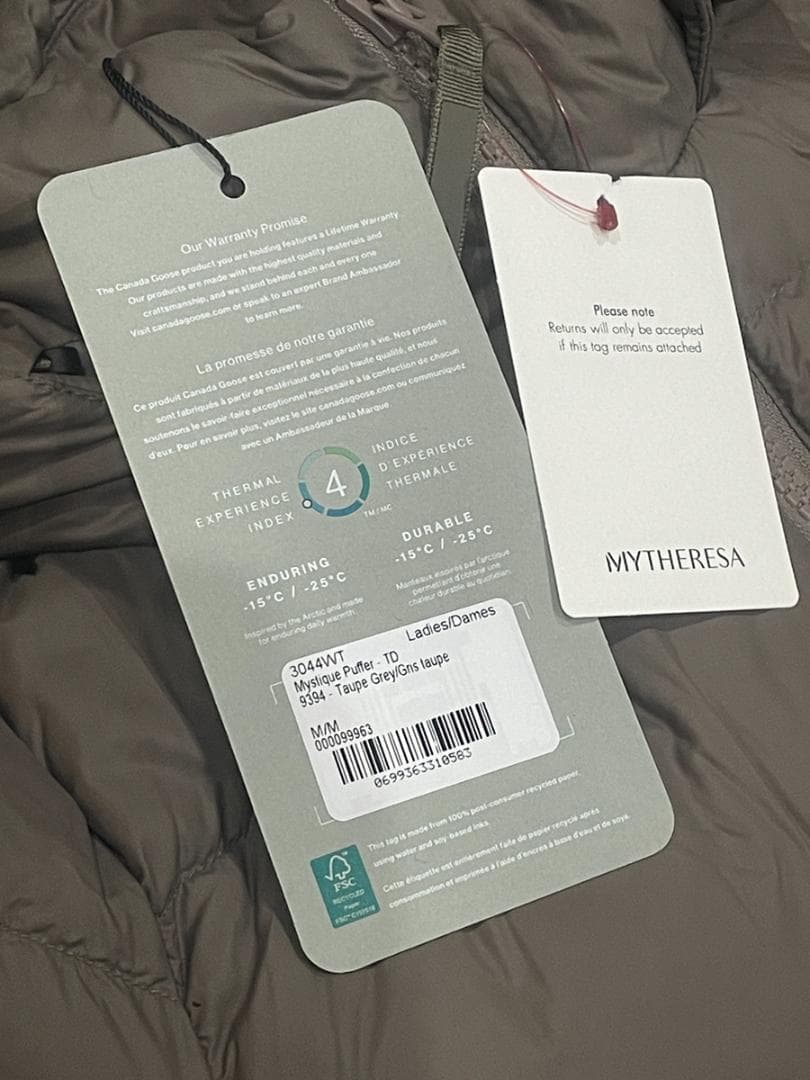 Our Warranty Promise
The Canada Goose product you are holding features a Lifetime Warranty.
Our products are made with the highest quality materials and
craftsmanship, and we stand behind each and every one.
Visit canadagoose.com or speak to an expert Brand Ambassador
to learn more.
La promesse de notre garantie
Ce produit Canada Goose est couvert par une garantie à vie. Nos produits
sont fabriqués à partir de matériaux de la plus haute qualité, et nous
soutenons le savoir-faire exceptionnel nécessaire à la confection de chacun
d'eux. Pour en savoir plus, visitez le site canadagoose.com ou communiquez
avec un Ambassadeur de la Marque.
THERMAL
EXPERIENCE
INDEX
4
TM/MC
INDICE
D'EXPÉRIENCE
THERMALE
ENDURING
-15°C / -25°C
Inspired by the Arctic and made
for enduring daily warmth.
DURABLE
-15°C / -25°C
Manteaux inspirés par l'arctique
permettant d'obtenir une
chaleur durable au quotidien.
3044WT
Ladies/Dames
Mystique Puffer - TD
9394 - Taupe Grey/Gris taupe
M/M
000099963
0699363310583
This tag is made from 100% post-consumer recycled paper,
using water and soy-based inks.
Cette étiquette est entièrement faite de papier recyclé après
consommation et imprimée à l'aide d'encres à base d'eau et de soya.
FSC
RECYCLED
Paper
Please note
Returns will only be accepted
if this tag remains attached
MYTHERESA